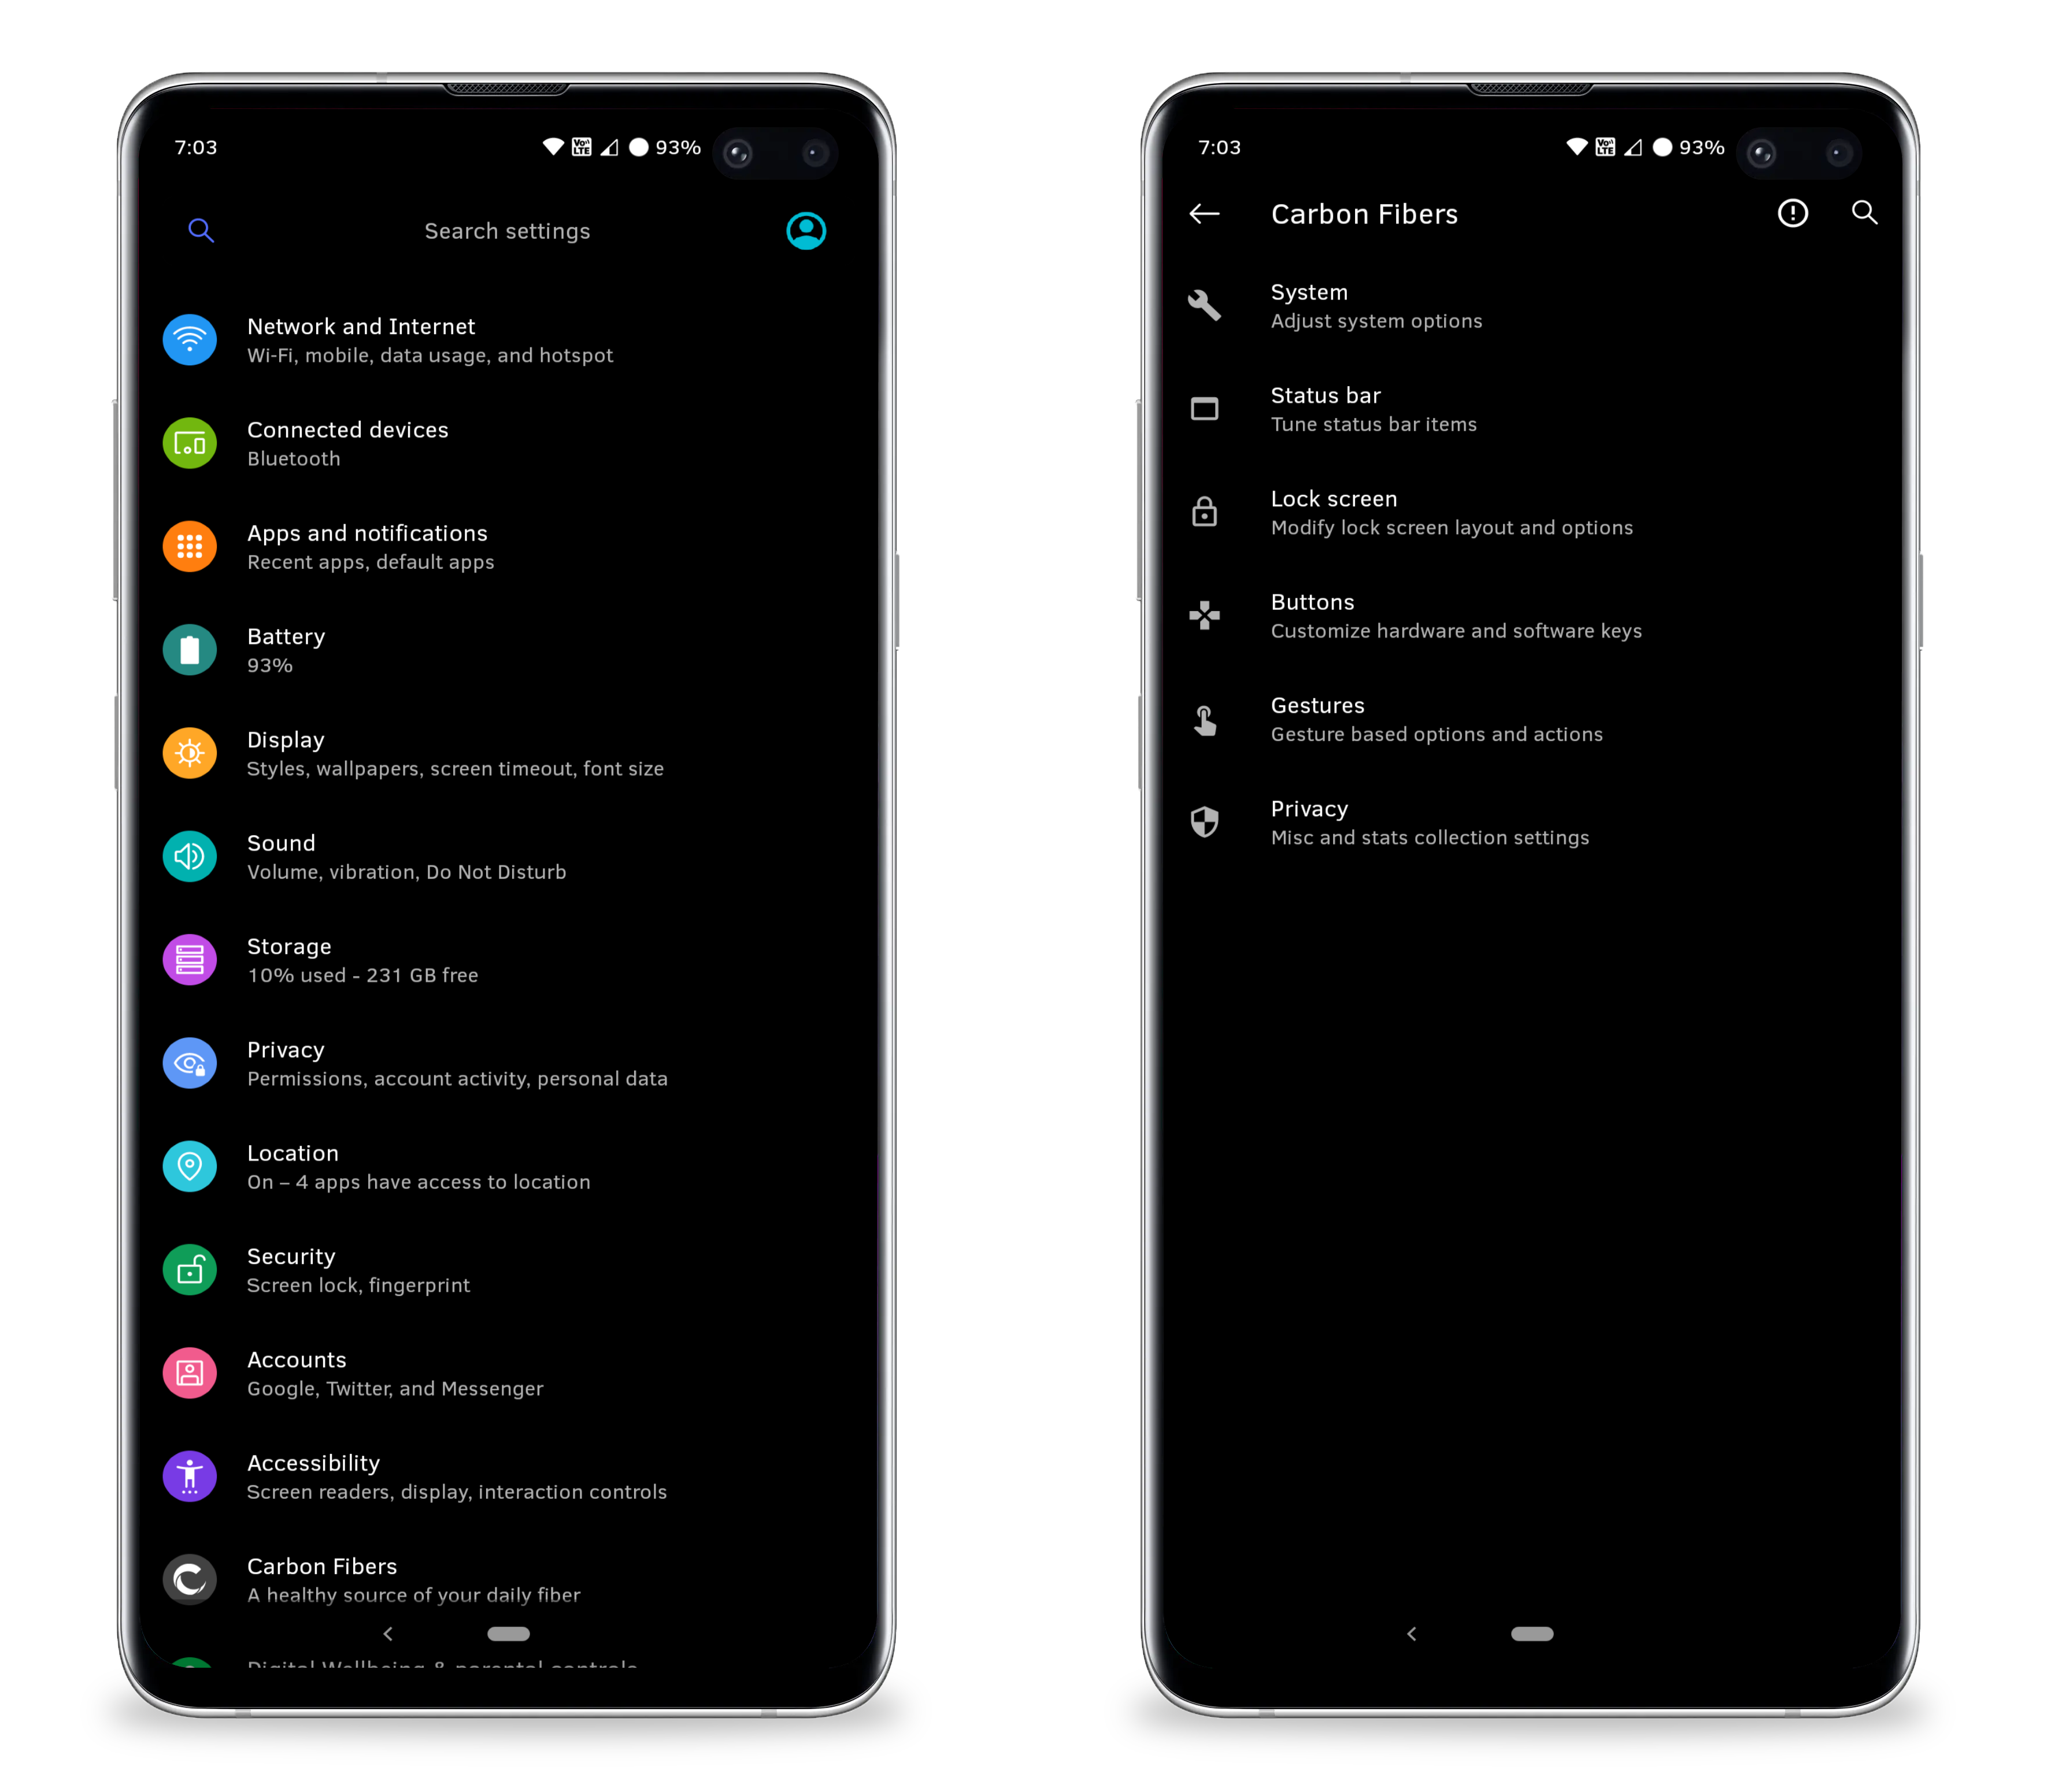 7:03
VoLTE
93%
Search settings
Network and Internet
Wi-Fi, mobile, data usage, and hotspot
Connected devices
Bluetooth
Apps and notifications
Recent apps, default apps
Battery
93%
Display
Styles, wallpapers, screen timeout, font size
Sound
Volume, vibration, Do Not Disturb
Storage
10% used - 231 GB free
Privacy
Permissions, account activity, personal data
Location
On – 4 apps have access to location
Security
Screen lock, fingerprint
Accounts
Google, Twitter, and Messenger
Accessibility
Screen readers, display, interaction controls
Carbon Fibers
A healthy source of your daily fiber
Digital Wellbeing & parental controls
7:03
VoLTE
93%
Carbon Fibers
System
Adjust system options
Status bar
Tune status bar items
Lock screen
Modify lock screen layout and options
Buttons
Customize hardware and software keys
Gestures
Gesture based options and actions
Privacy
Misc and stats collection settings